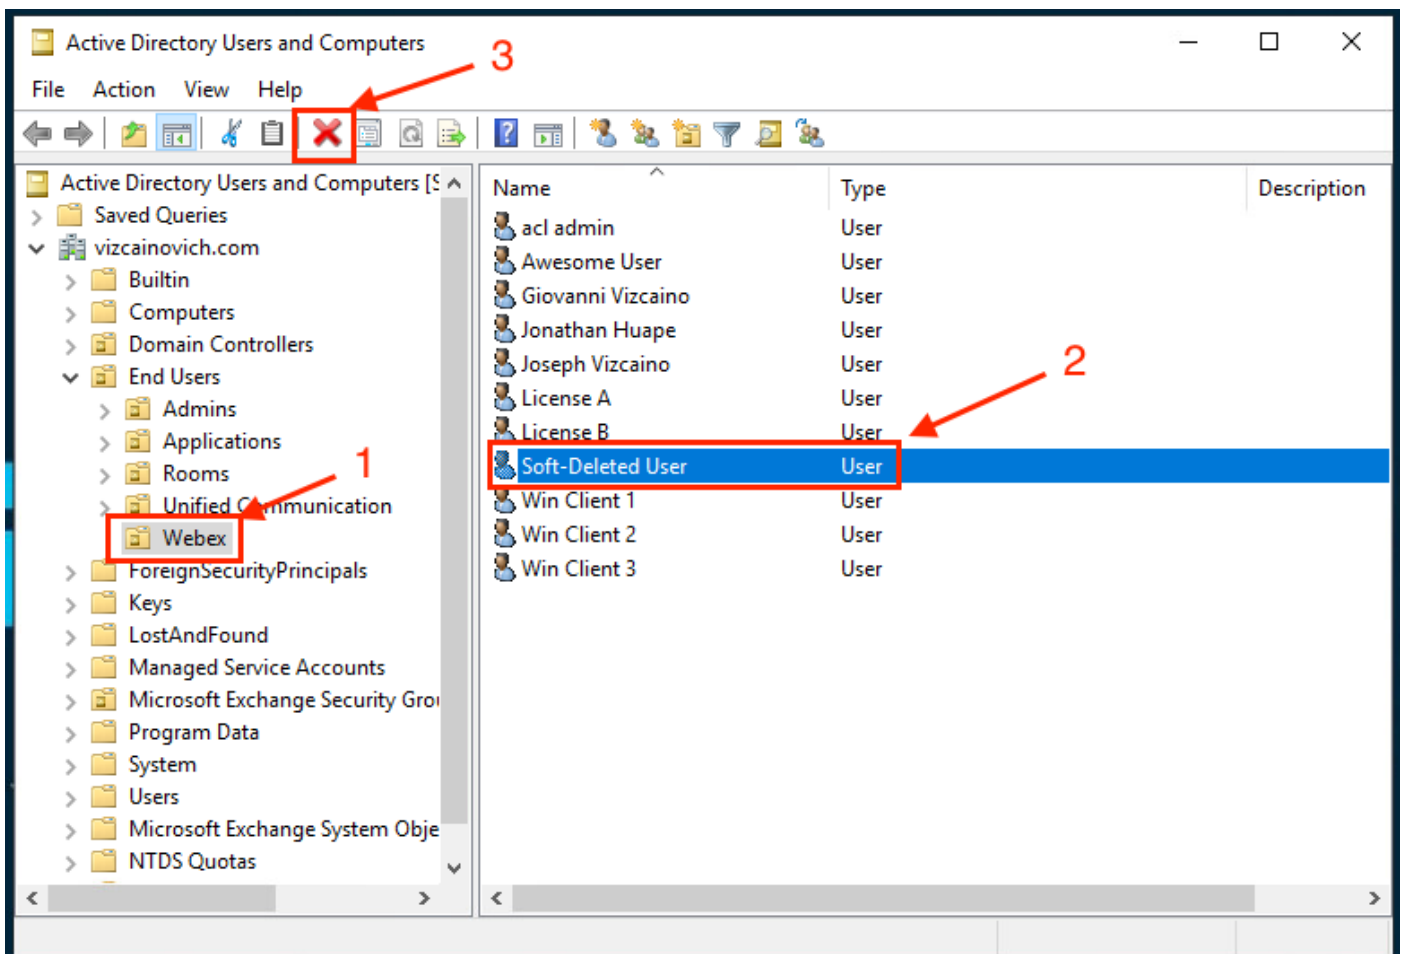 Active Directory Users and Computers
3
File Action View Help
Active Directory Users and Computers [S
Saved Queries
vizcainovich.com
Builtin
Computers
Domain Controllers
End Users
Admins
Applications
Rooms
Unified Communication
Webex
ForeignSecurityPrincipals
Keys
LostAndFound
Managed Service Accounts
Microsoft Exchange Security Grou
Program Data
System
Users
Microsoft Exchange System Obje
NTDS Quotas
1
Name Type Description
acl admin User
Awesome User User
Giovanni Vizcaino User
Jonathan Huape User
Joseph Vizcaino User
License A User
License B User
Soft-Deleted User User
Win Client 1 User
Win Client 2 User
Win Client 3 User
2